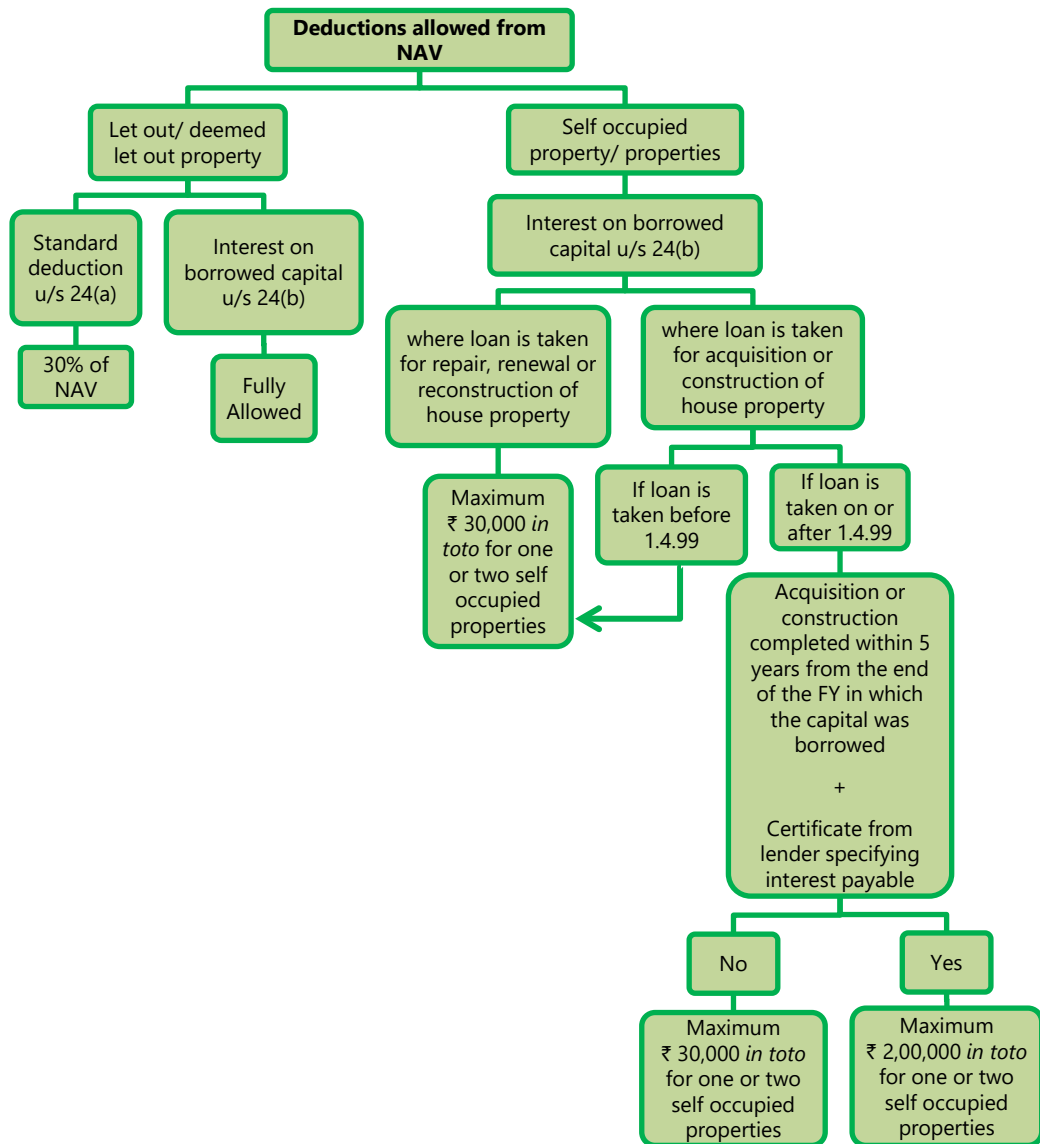 Deductions allowed from
NAV
Let out/ deemed
let out property
Self occupied
property/ properties
Standard
deduction
u/s 24(a)
Interest on
borrowed capital
u/s 24(b)
Interest on borrowed
capital u/s 24(b)
30% of
NAV
Fully
Allowed
where loan is taken
for repair, renewal or
reconstruction of
house property
where loan is taken
for acquisition or
construction of
house property
Maximum
₹ 30,000 in
toto for one
or two self
occupied
properties
If loan is
taken before
1.4.99
If loan is
taken on or
after 1.4.99
Acquisition or
construction
completed within 5
years from the end
of the FY in which
the capital was
borrowed
+
Certificate from
lender specifying
interest payable
No
Yes
Maximum
₹ 30,000 in toto
for one or two
self occupied
properties
Maximum
₹ 2,00,000 in toto
for one or two
self occupied
properties